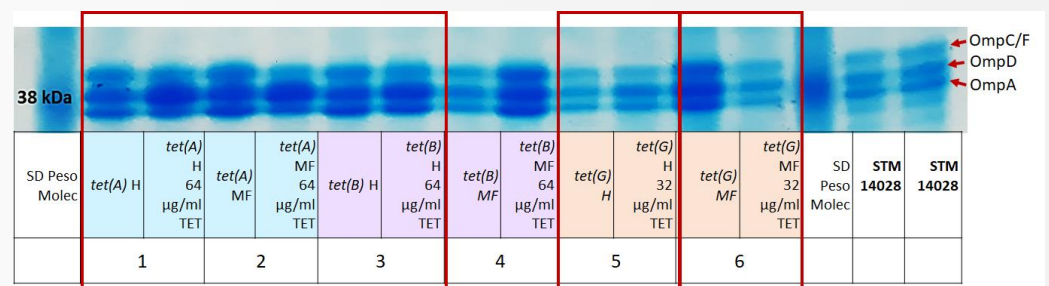 OmpC/F
OmpD
OmpA
38 kDa
SD Peso
Molec
tet(A) H
tet(A)
H
64
µg/ml
TET
tet(A)
MF
tet(A)
MF
64
µg/ml
TET
tet(B) H
tet(B)
H
64
µg/ml
TET
tet(B)
MF
tet(B)
MF
64
µg/ml
TET
tet(G)
H
tet(G)
H
32
µg/ml
TET
tet(G)
MF
tet(G)
MF
32
µg/ml
TET
SD
Peso
Molec
STM
14028
STM
14028
1
2
3
4
5
6